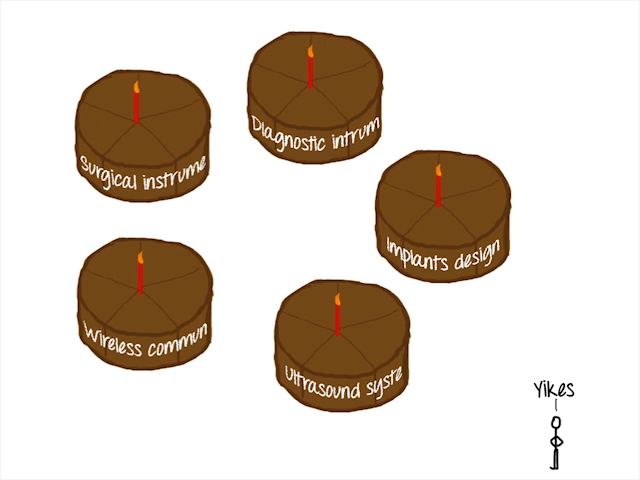 Diagnostic intrum
Surgical instrume
Implants design
Wireless commun
Ultrasound syste
Yikes